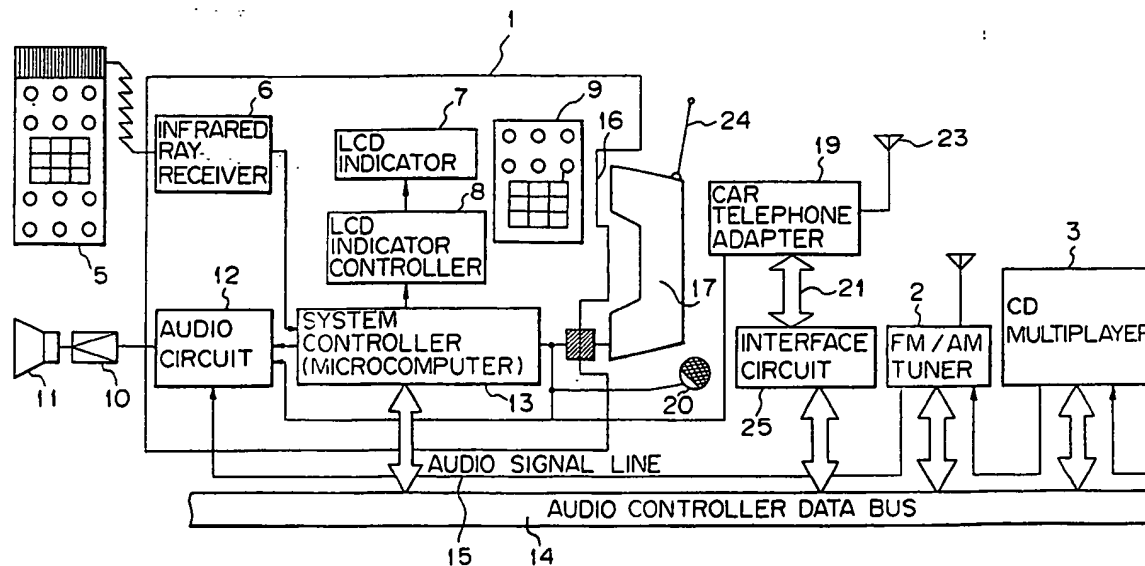 1
6
INFRARED
RAY-
RECEIVER
7
LCD
INDICATOR
9
16
24
23
19
CAR
TELEPHONE
ADAPTER
8
LCD
INDICATOR
CONTROLLER
5
12
AUDIO
CIRCUIT
SYSTEM
CONTROLLER
(MICROCOMPUTER)
13
17
21
2
3
CD
MULTIPLAYER
INTERFACE
CIRCUIT
FM/AM
TUNER
11
10
20
25
AUDIO SIGNAL LINE
AUDIO CONTROLLER DATA BUS
15
14